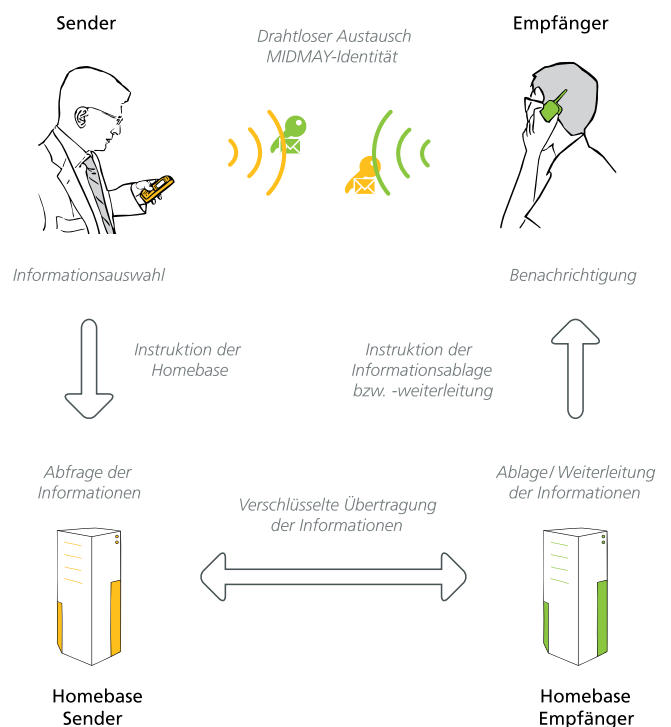 Sender
Drahtloser Austausch
MIDMAY-Identität
Empfänger
Informationsauswahl
Benachrichtigung
Instruktion der
Homebase
Instruktion der
Informationsablage
bzw. -weiterleitung
Abfrage der
Informationen
Verschlüsselte Übertragung
der Informationen
Ablage/Weiterleitung
der Informationen
Homebase
Sender
Homebase
Empfänger